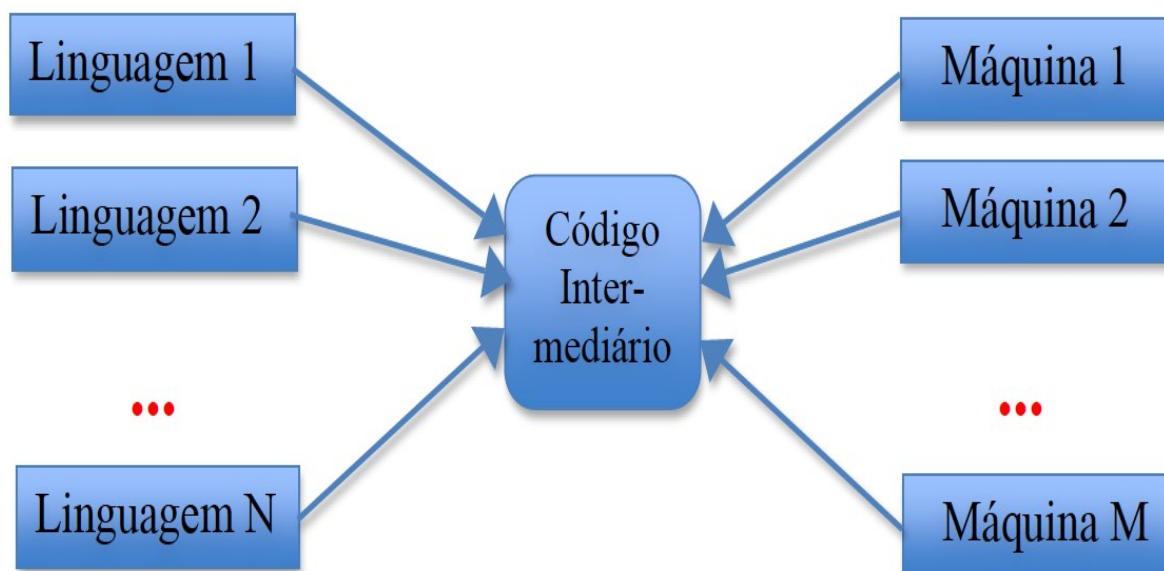 Linguagem 1
Máquina 1
Linguagem 2
Máquina 2
Código
Inter-
mediário
...
...
Linguagem N
Máquina M